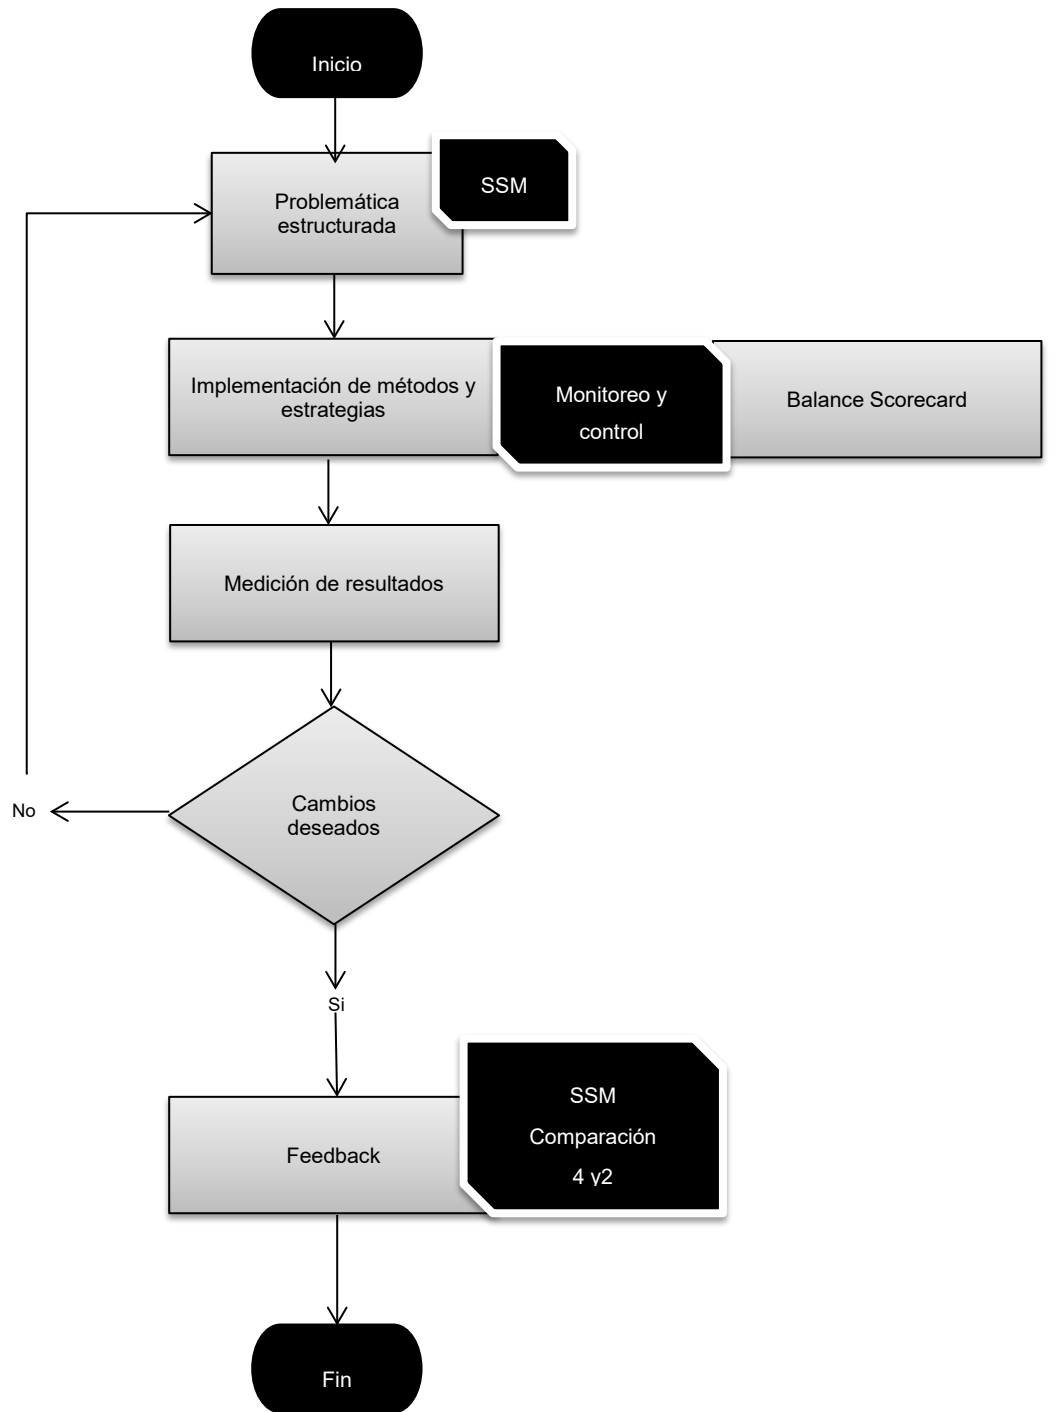 Inicio
SSM
Problemática
estructurada
Implementación de métodos y
estrategias
Monitoreo y
control
Balance Scorecard
Medición de resultados
Cambios
deseados
No
Si
SSM
Comparación
4 y2
Feedback
Fin